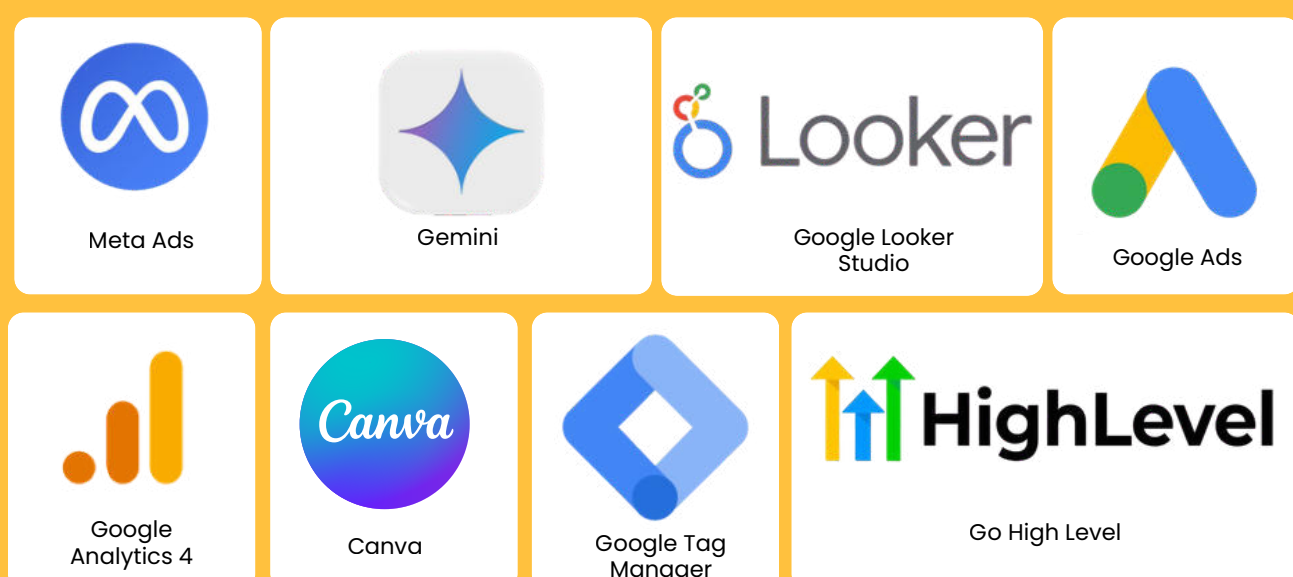 Looker
Meta Ads
Gemini
Google Looker
Studio
Google Ads
Canva
HighLevel
Google
Analytics 4
Canva
Google Tag
Manager
Go High Level